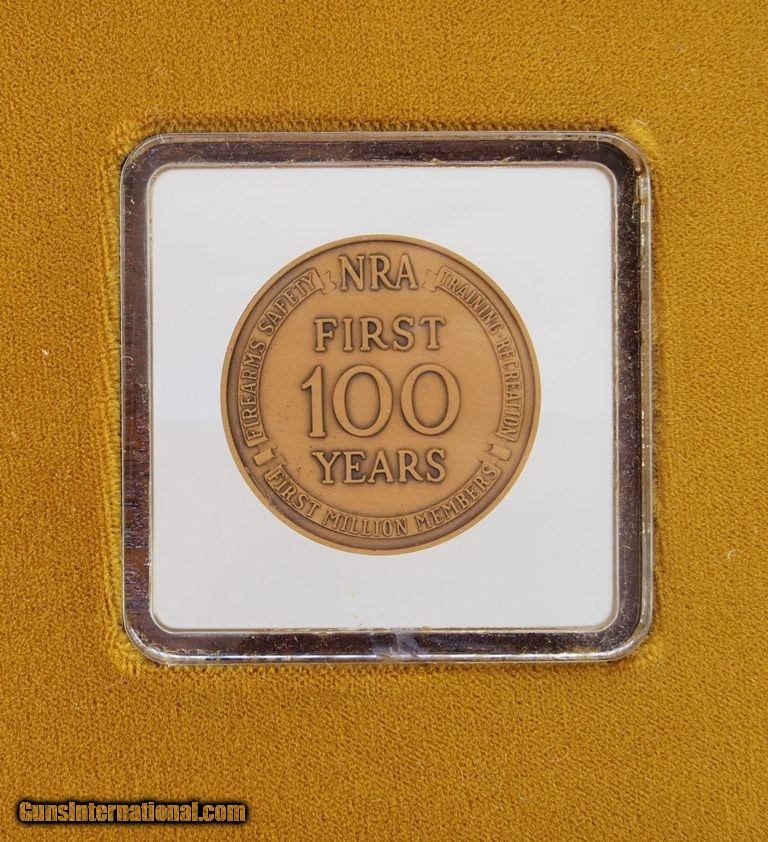 NRA
FIREARMS SAFETY
TRAINING-RECREATION
FIRST
100
YEARS
FIRST MILLION MEMBERS
GunsInternational.com